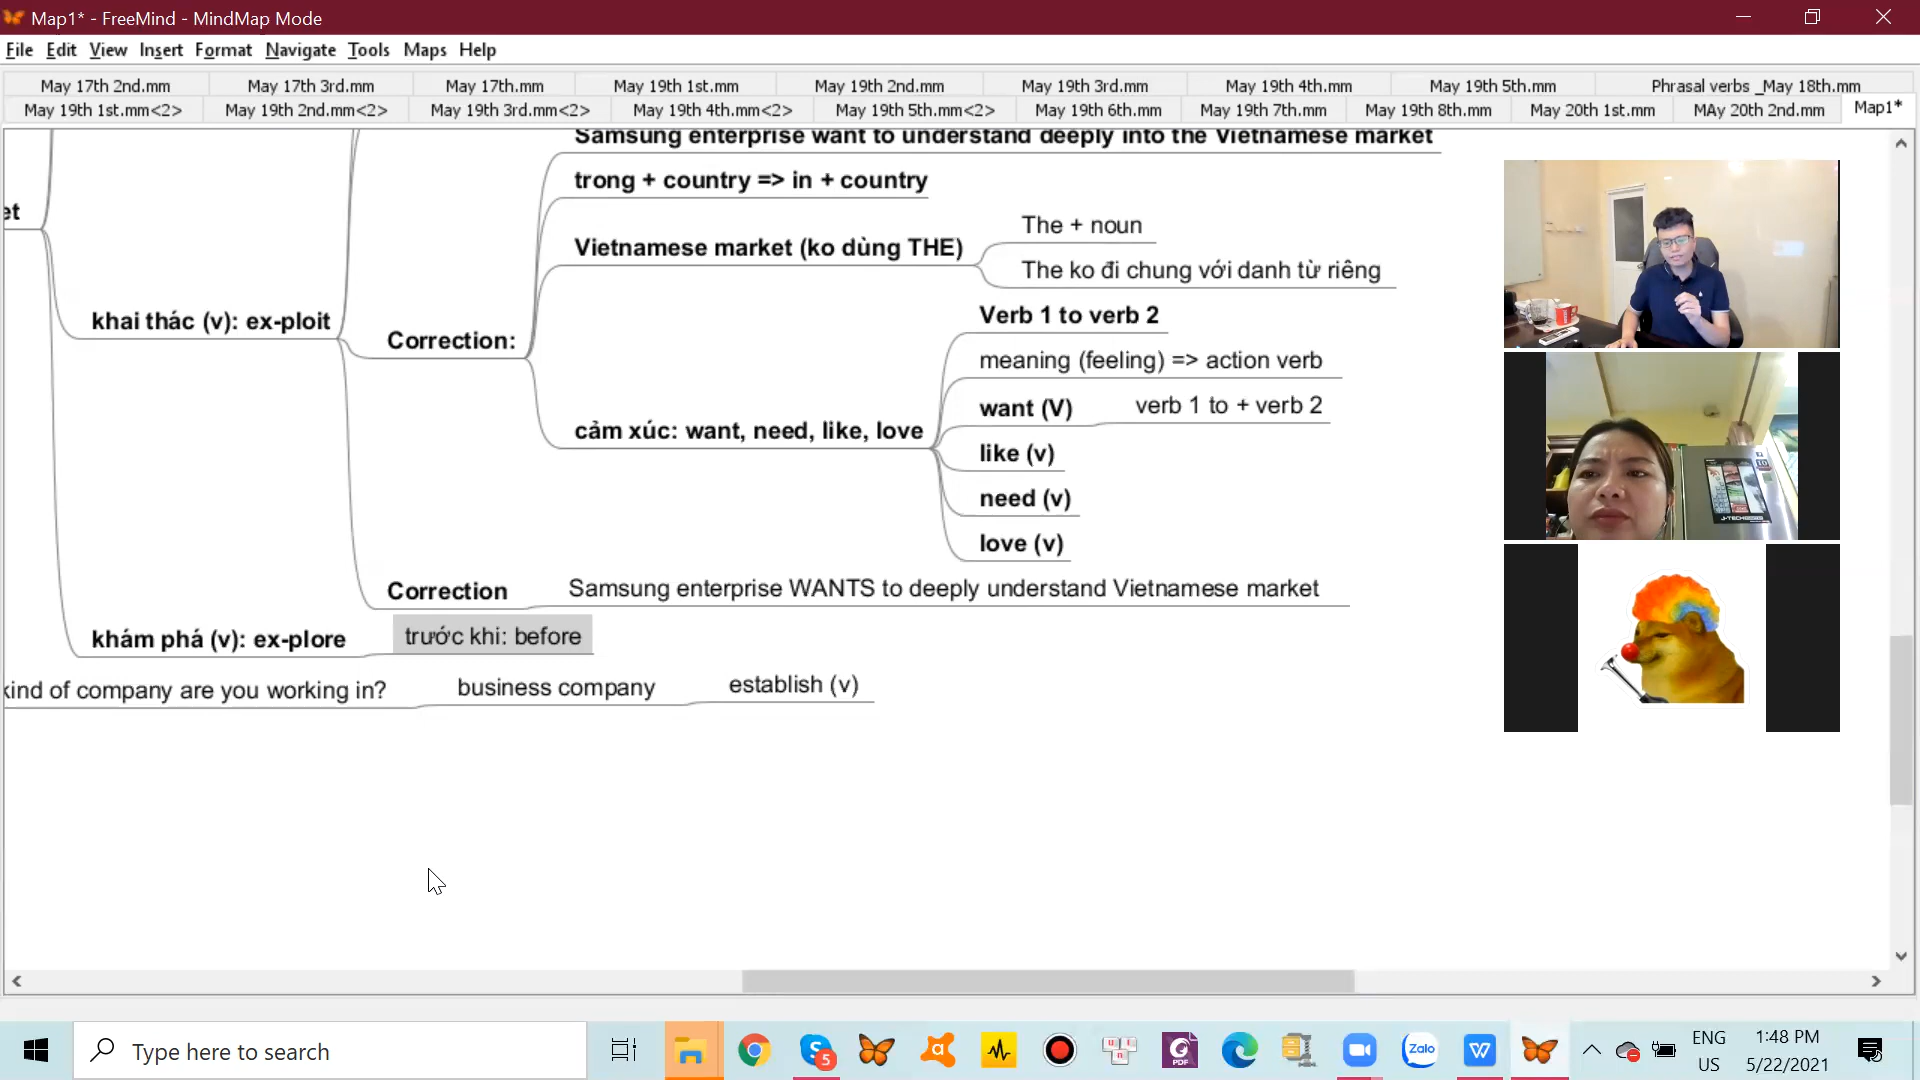 Map1* - FreeMind - MindMap Mode
File Edit View Insert Format Navigate Tools Maps Help
May 17th 2nd.mm May 17th 3rd.mm May 17th.mm May 19th 1st.mm May 19th 2nd.mm May 19th 3rd.mm May 19th 4th.mm May 19th 5th.mm Phrasal verbs _May 18th.mm
May 19th 1st.mm<2> May 19th 2nd.mm<2> May 19th 3rd.mm<2> May 19th 4th.mm<2> May 19th 5th.mm<2> May 19th 6th.mm May 19th 7th.mm May 19th 8th.mm May 20th 1st.mm MAy 20th 2nd.mm Map1*
Samsung enterprise want to understand deeply into the Vietnamese market
trong + country => in + country
et
The + noun
Vietnamese market (ko dùng THE)
The ko đi chung với danh từ riêng
khai thác (v): ex-ploit
Correction:
Verb 1 to verb 2
meaning (feeling) => action verb
want (V) verb 1 to + verb 2
cảm xúc: want, need, like, love
like (v)
need (v)
love (v)
Correction Samsung enterprise WANTS to deeply understand Vietnamese market
khám phá (v): ex-plore trước khi: before
kind of company are you working in? business company establish (v)
J-TECH
Type here to search
5
Zalo
PDF
ENG
US
1:48 PM
5/22/2021